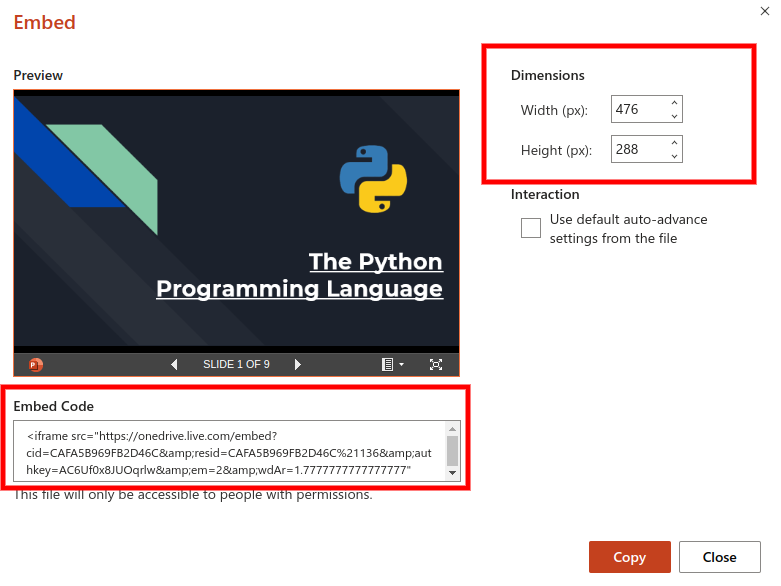 Embed
Preview
The Python
Programming Language
SLIDE 1 OF 9
Embed Code
<iframe src="https://onedrive.live.com/embed?
cid=CAFA5B969FB2D46C&amp;resid=CAFA5B969FB2D46C%21136&amp;aut
hkey=AC6Uf0x8JUOqrlw&amp;em=2&amp;wdAr=1.7777777777777777"
This file will only be accessible to people with permissions.
Dimensions
Width (px): 476
Height (px): 288
Interaction
Use default auto-advance
settings from the file
Copy
Close